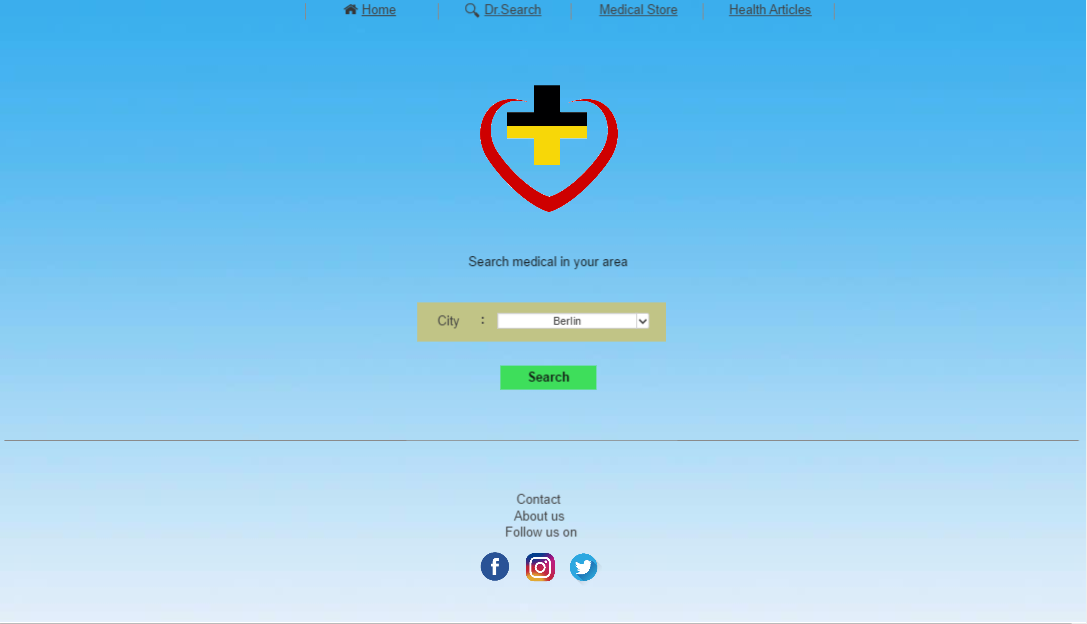 Home Dr.Search Medical Store Health Articles
Search medical in your area
City : Berlin
Search
Contact
About us
Follow us on